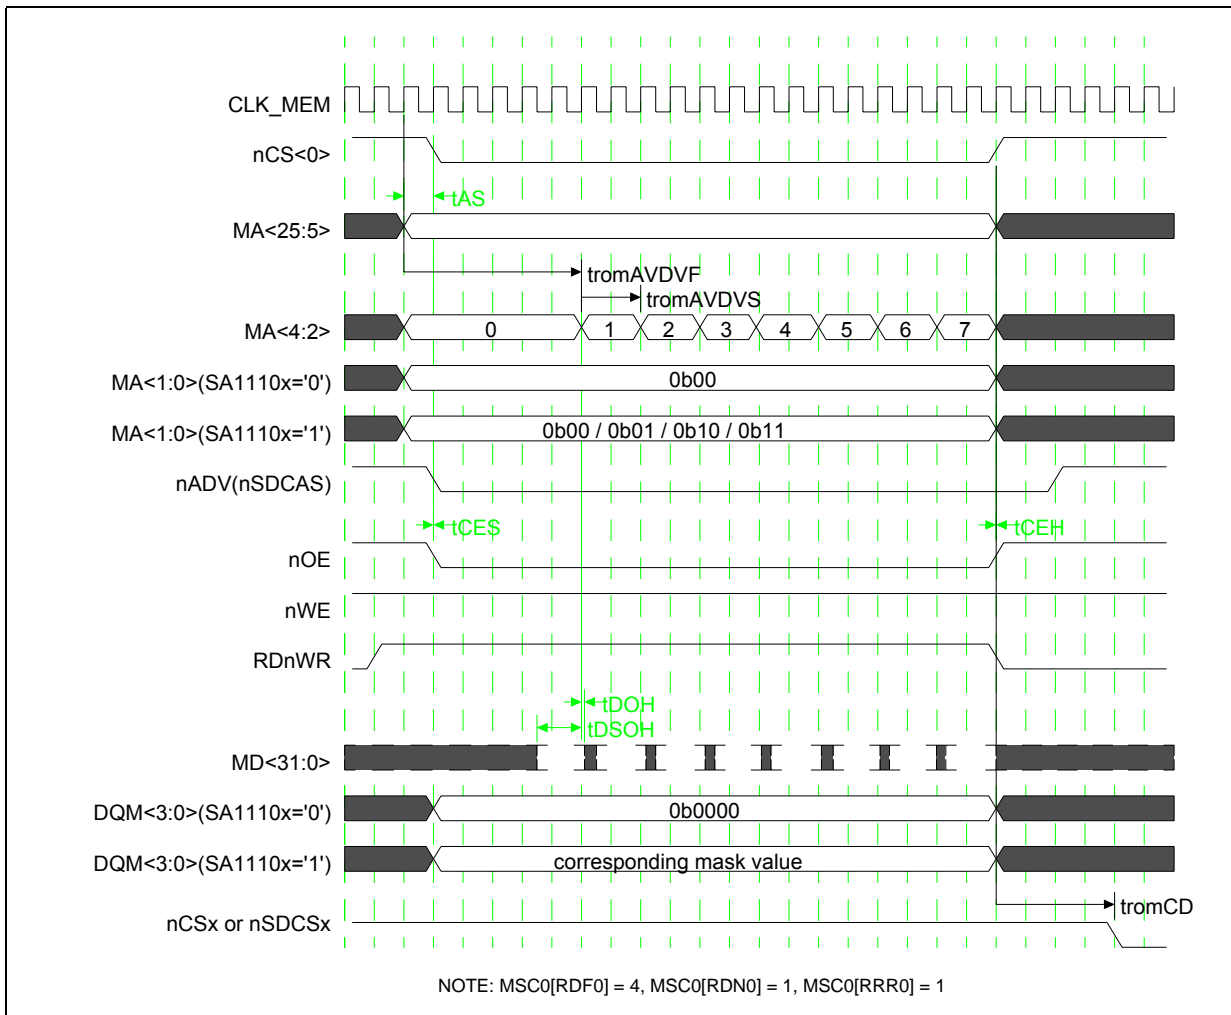 CLK_MEM
nCS<0>
tAS
MA<25:5>
tromAVDVF
tromAVDVS
MA<4:2>
0 1 2 3 4 5 6 7
MA<1:0>(SA1110x='0')
0b00
MA<1:0>(SA1110x='1')
0b00 / 0b01 / 0b10 / 0b11
nADV(nSDCAS)
tCES
tCEH
nOE
nWE
RDnWR
tDOH
tDSOH
MD<31:0>
DQM<3:0>(SA1110x='0')
0b0000
DQM<3:0>(SA1110x='1')
corresponding mask value
tromCD
nCSx or nSDCSx
NOTE: MSC0[RDF0] = 4, MSC0[RDN0] = 1, MSC0[RRR0] = 1